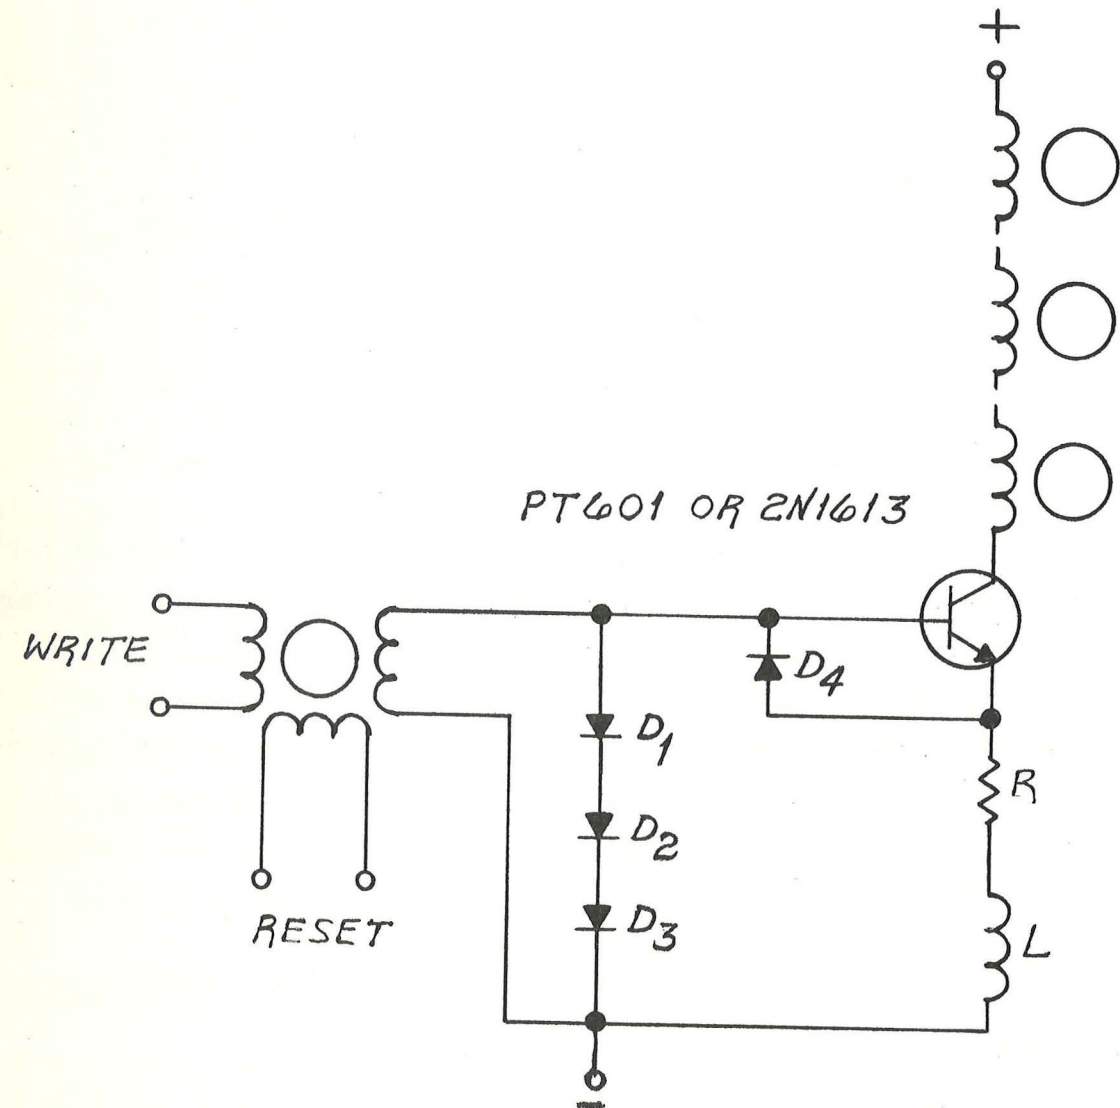 +
PT601 OR 2N1613
WRITE
D4
D1
R
D2
D3
RESET
L
-